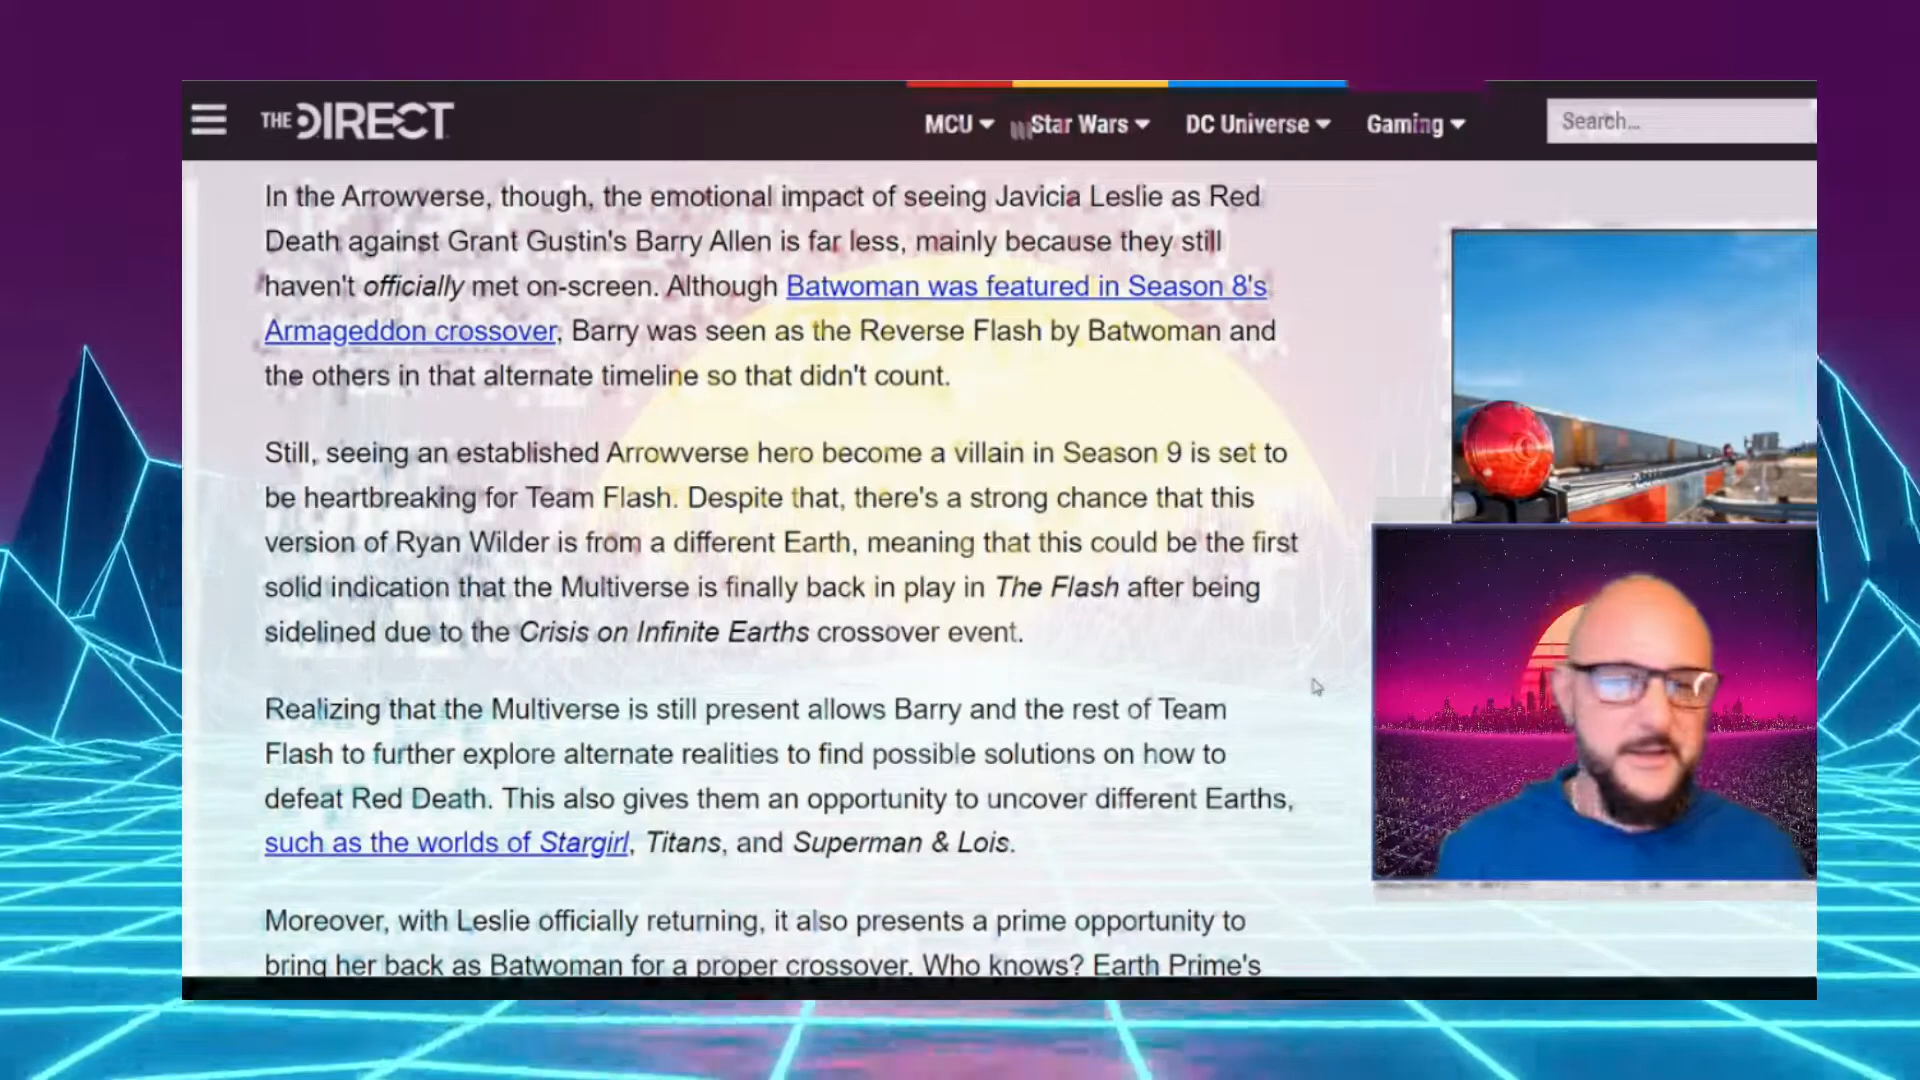 THE DIRECT
MCU Star Wars DC Universe Gaming Search...
In the Arrowverse, though, the emotional impact of seeing Javicia Leslie as Red
Death against Grant Gustin's Barry Allen is far less, mainly because they still
haven't officially met on-screen. Although Batwoman was featured in Season 8's
Armageddon crossover, Barry was seen as the Reverse Flash by Batwoman and
the others in that alternate timeline so that didn't count.
Still, seeing an established Arrowverse hero become a villain in Season 9 is set to
be heartbreaking for Team Flash. Despite that, there's a strong chance that this
version of Ryan Wilder is from a different Earth, meaning that this could be the first
solid indication that the Multiverse is finally back in play in The Flash after being
sidelined due to the Crisis on Infinite Earths crossover event.
Realizing that the Multiverse is still present allows Barry and the rest of Team
Flash to further explore alternate realities to find possible solutions on how to
defeat Red Death. This also gives them an opportunity to uncover different Earths,
such as the worlds of Stargirl, Titans, and Superman & Lois.
Moreover, with Leslie officially returning, it also presents a prime opportunity to
bring her back as Batwoman for a proper crossover. Who knows? Earth Prime's